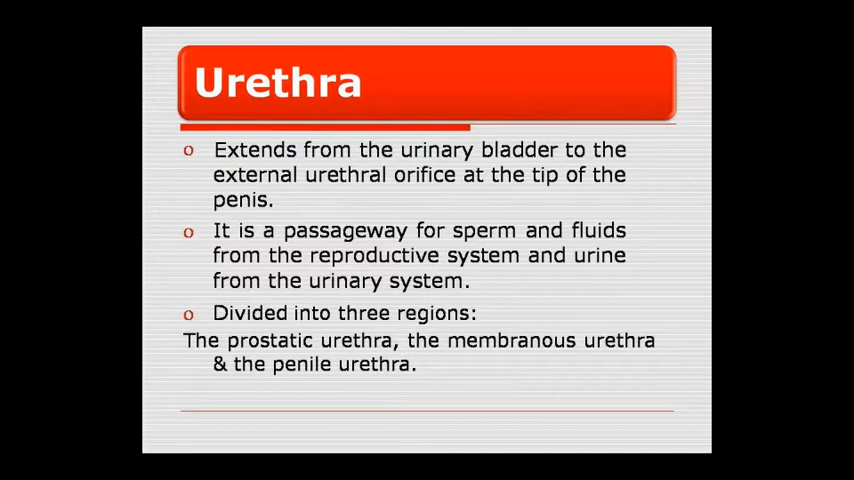 Urethra
o Extends from the urinary bladder to the
external urethral orifice at the tip of the
penis.
o It is a passageway for sperm and fluids
from the reproductive system and urine
from the urinary system.
o Divided into three regions:
The prostatic urethra, the membranous urethra
& the penile urethra.